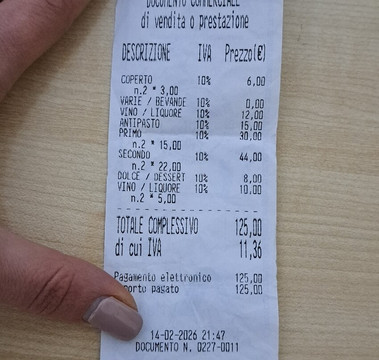 DOCUMENTO COMMERCIALE
di vendita o prestazione
DESCRIZIONE IVA Prezzo(€)
COPERTO 10% 6,00
n.2 * 3,00
VARIE / BEVANDE 10% 0,00
VINO / LIQUORE 10% 12,00
ANTIPASTO 10% 15,00
PRIMO 10% 30,00
n.2 * 15,00
SECONDO 10% 44,00
n.2 * 22,00
DOLCE / DESSERT 10% 8,00
VINO / LIQUORE 10% 10,00
n.2 * 5,00
TOTALE COMPLESSIVO 125,00
di cui IVA 11,36
Pagamento elettronico 125,00
porto pagato 125,00
14-02-2026 21:47
DOCUMENTO N. 0227-0011